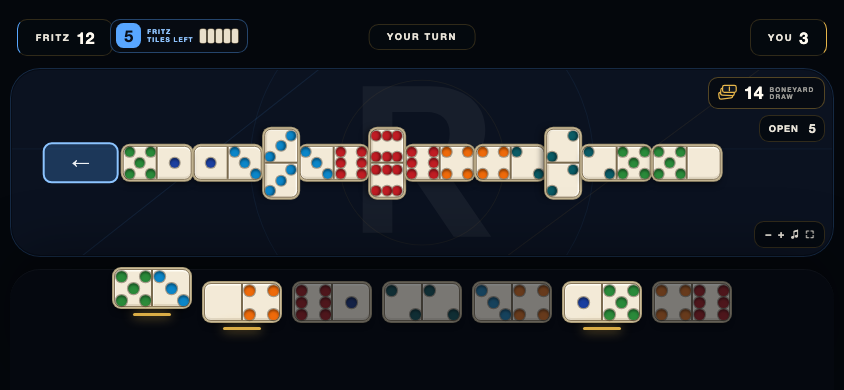 FRITZ 12
5 FRITZ
TILES LEFT
YOUR TURN
YOU 3
14 BONEYARD
DRAW
OPEN 5
R